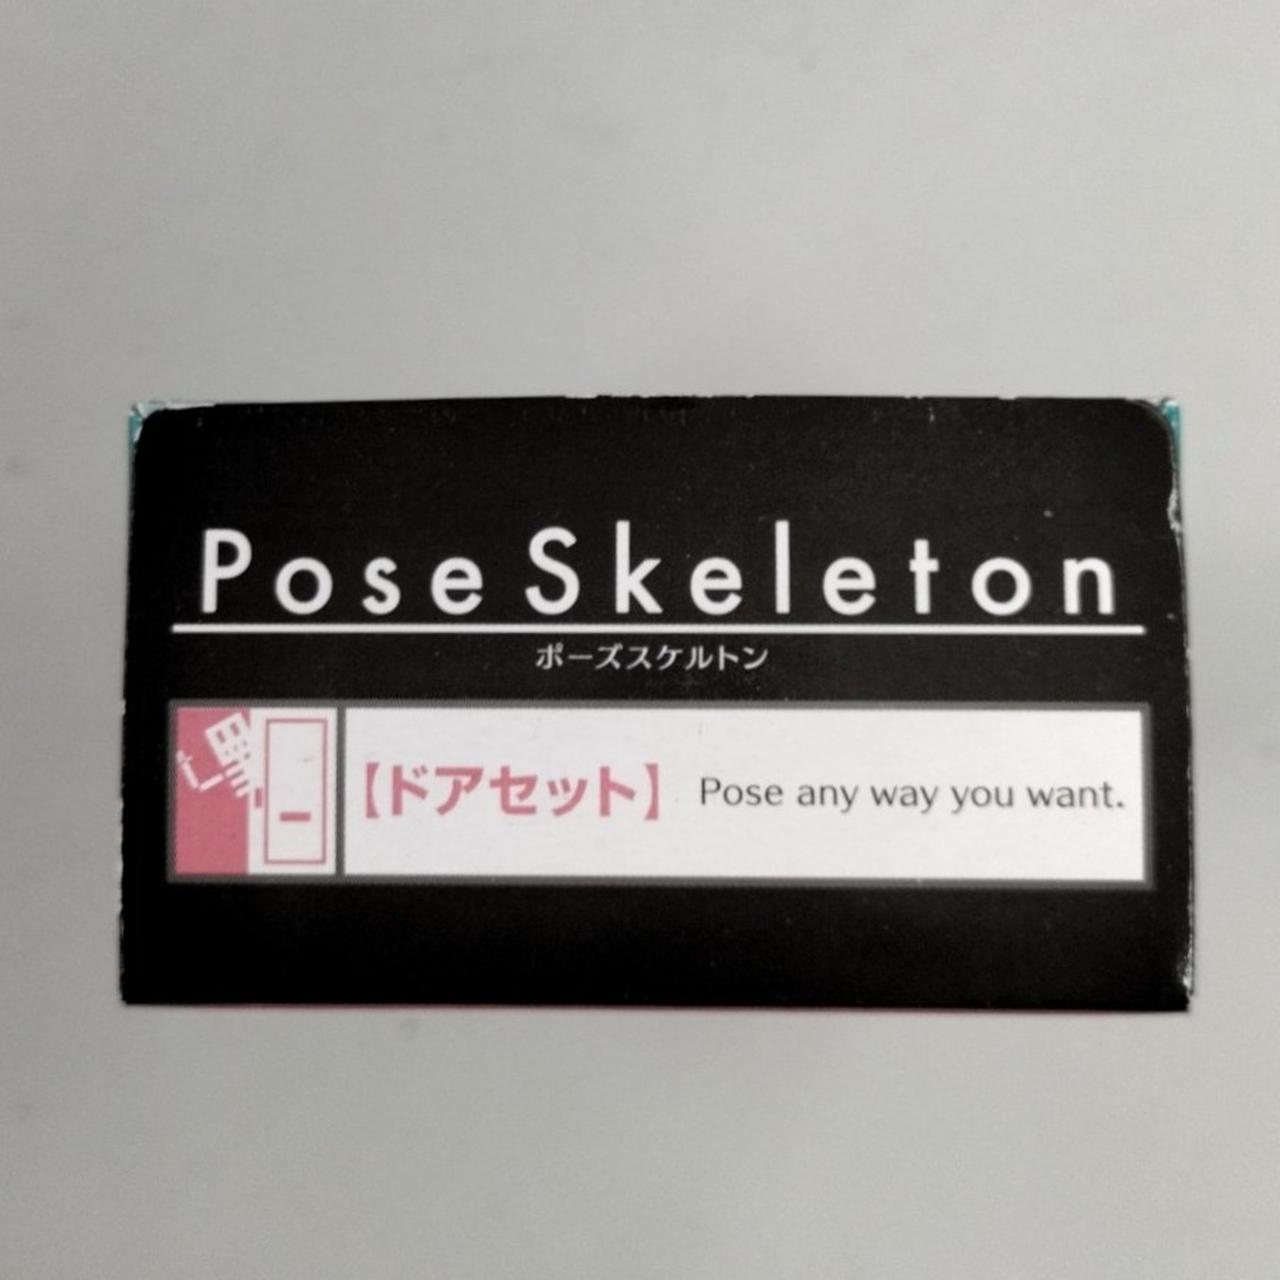 Pose Skeleton
ポーズスケルトン
【ドアセット】 Pose any way you want.